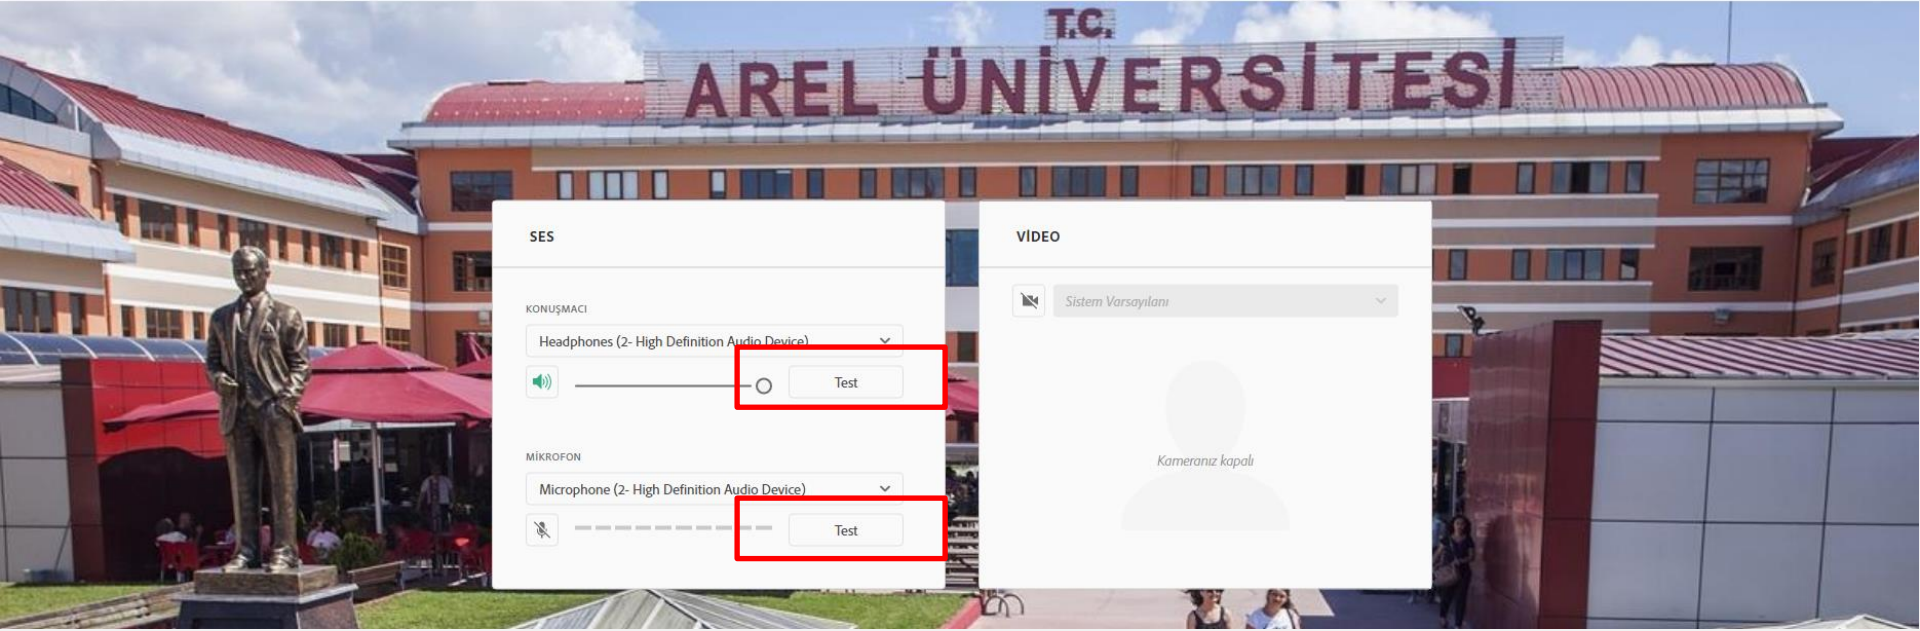 T.C.
AREL ÜNİVERSİTESİ
SES
KONUŞMACI
Headphones (2- High Definition Audio Device)
Test
MİKROFON
Microphone (2- High Definition Audio Device)
Test
VİDEO
Sistem Varsayılanı
Kameranız kapalı